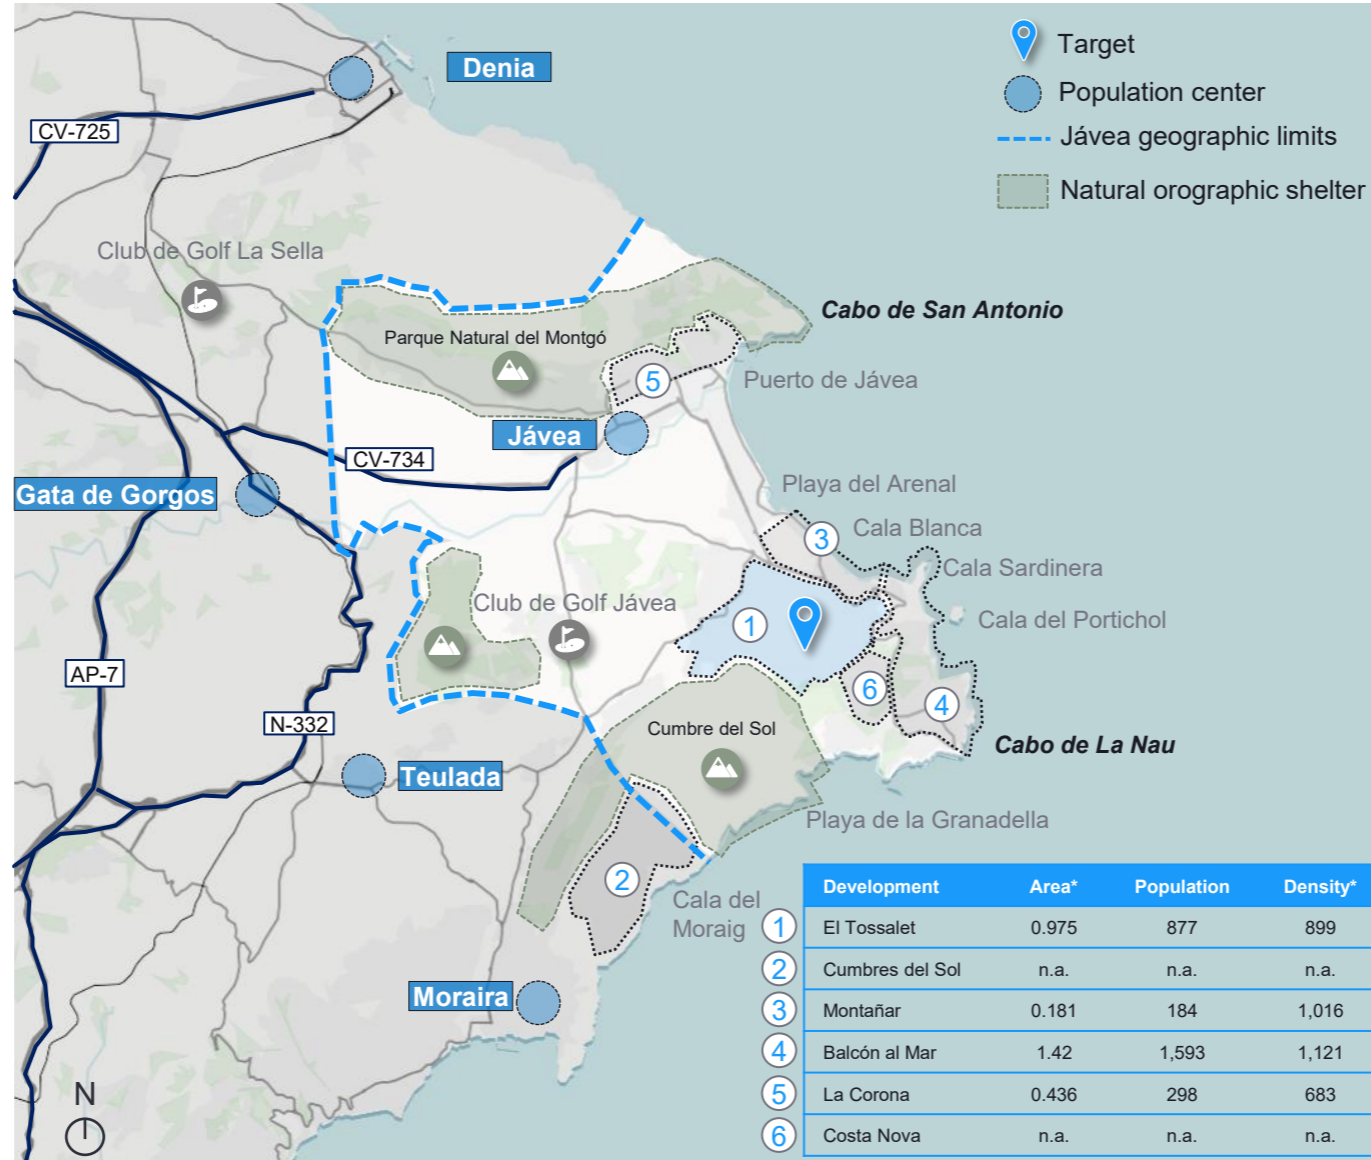 Target
Population center
Jávea geographic limits
Natural orographic shelter
Denia
CV-725
Club de Golf La Sella
Cabo de San Antonio
Parque Natural del Montgó
5
Puerto de Jávea
Jávea
CV-734
Gata de Gorgos
Playa del Arenal
3
Cala Blanca
Cala Sardinera
Club de Golf Jávea
1
Cala del Portichol
AP-7
6
4
N-332
Cumbre del Sol
Cabo de La Nau
Teulada
Playa de la Granadella
2
Cala del
Moraig
Moraira
N
Development Area* Population Density*
1 El Tossalet 0.975 877 899
2 Cumbres del Sol n.a. n.a. n.a.
3 Montañar 0.181 184 1,016
4 Balcón al Mar 1.42 1,593 1,121
5 La Corona 0.436 298 683
6 Costa Nova n.a. n.a. n.a.